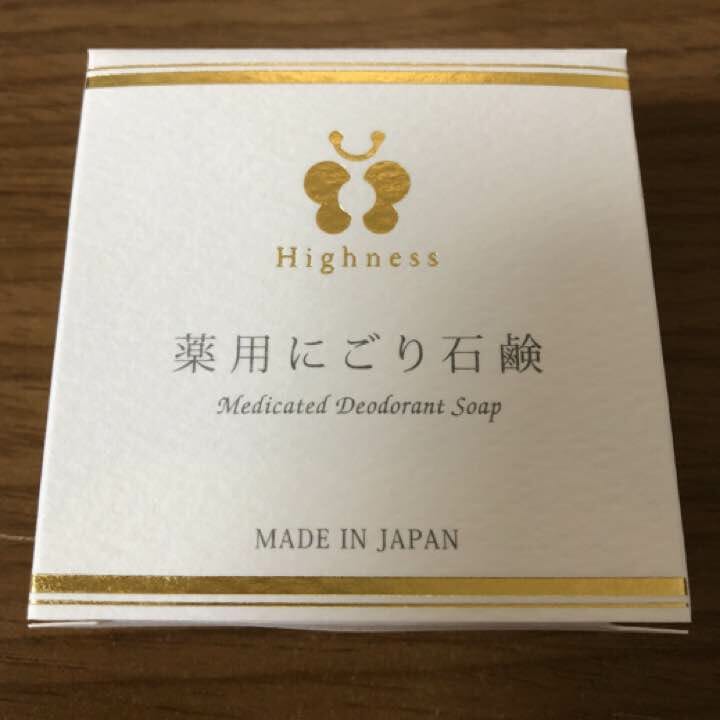 Highness
薬用にごり石鹸
Medicated Deodorant Soap
MADE IN JAPAN